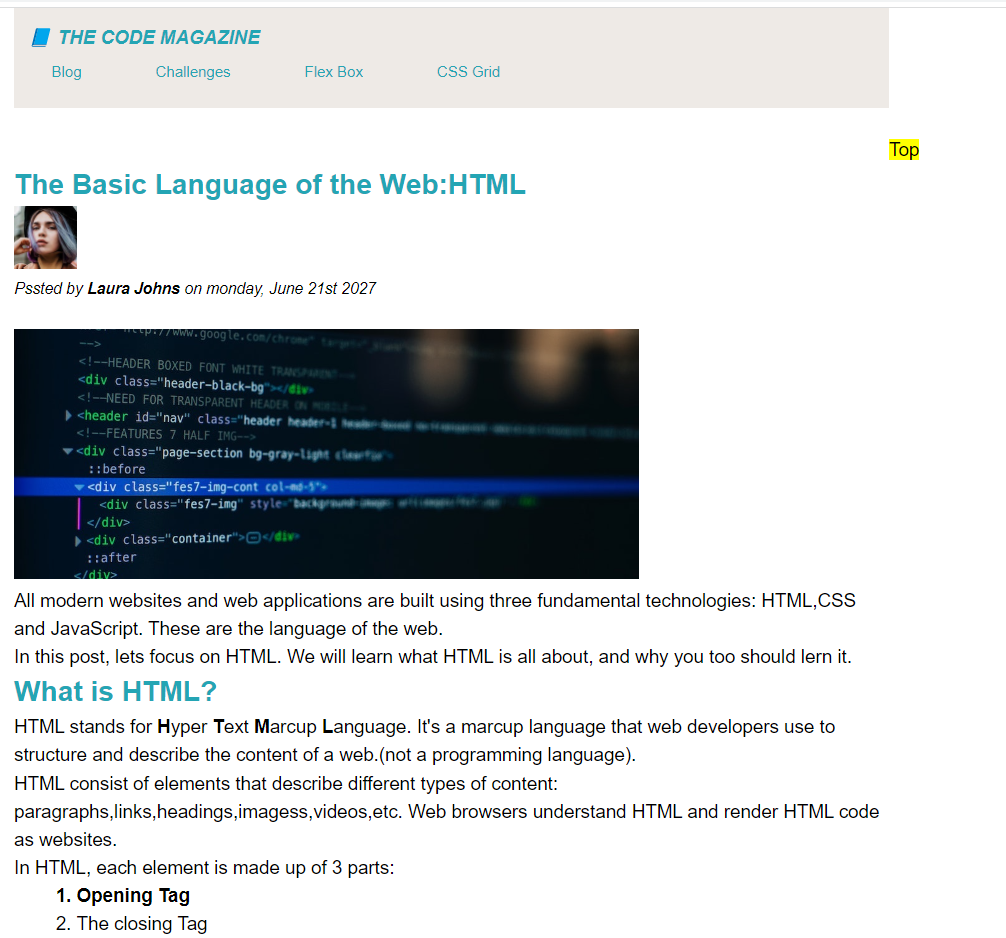 THE CODE MAGAZINE
Blog Challenges Flex Box CSS Grid
Top
The Basic Language of the Web:HTML
Pssted by Laura Johns on monday, June 21st 2027
http://www.google.com/chrome"
-->
<!--HEADER BOXED FONT WHITE TRANSPARENT-->
<div class="header-black-bg"></div>
<!--NEED FOR TRANSPARENT HEADER ON MOBILE-->
<header id="nav" class="header header-1
<!--FEATURES 7 HALF IMG-->
<div class="page-section bg-gray-light clearfix">
::before
<div class="fes7-img-cont col-md-5">
<div class="fes7-img" style="background-image:
</div>
<div class="container"></div>
::after
</div>
All modern websites and web applications are built using three fundamental technologies: HTML,CSS
and JavaScript. These are the language of the web.
In this post, lets focus on HTML. We will learn what HTML is all about, and why you too should lern it.
What is HTML?
HTML stands for Hyper Text Marcup Language. It's a marcup language that web developers use to
structure and describe the content of a web.(not a programming language).
HTML consist of elements that describe different types of content:
paragraphs,links,headings,imagess,videos,etc. Web browsers understand HTML and render HTML code
as websites.
In HTML, each element is made up of 3 parts:
1. Opening Tag
2. The closing Tag